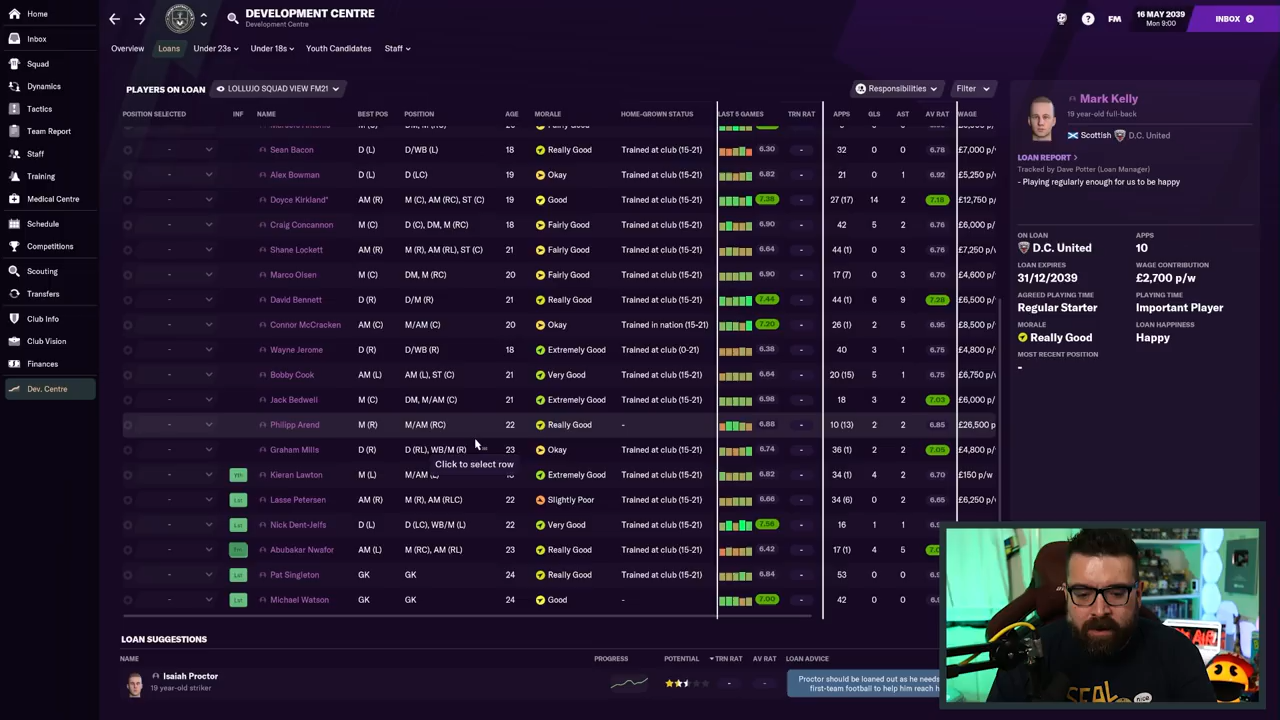 Home
Inbox
Squad
Dynamics
Tactics
Team Report
Staff
Training
Medical Centre
Schedule
Competitions
Scouting
Transfers
Club Info
Club Vision
Finances
Dev. Centre
DEVELOPMENT CENTRE
Development Centre
FM
16 MAY 2039
Mon 9:00
INBOX
Overview Loans Under 23s Under 18s Youth Candidates Staff
PLAYERS ON LOAN LOLLUJO SQUAD VIEW FM21 Responsibilities Filter
POSITION SELECTED INF NAME BEST POS POSITION AGE MORALE HOME-GROWN STATUS LAST 5 GAMES TRN RAT APPS GLS AST AV RAT WAGE
- Sean Bacon D (L) D/WB (L) 18 Really Good Trained at club (15-21) 6.30 - 32 0 0 6.78 £7,000 p/
- Alex Bowman D (L) D (LC) 19 Okay Trained at club (15-21) 6.82 - 21 0 1 6.92 £5,250 p/
- Doyce Kirkland* AM (R) M (C), AM (RC), ST (C) 19 Good Trained at club (15-21) 7.38 - 27 (17) 14 2 7.18 £12,750 p/
- Craig Concannon M (C) D (C), DM, M (RC) 18 Fairly Good Trained at club (15-21) 6.90 - 42 5 2 6.76 £6,000 p/
- Shane Lockett AM (R) M (R), AM (RL), ST (C) 21 Fairly Good Trained at club (15-21) 6.64 - 44 (1) 0 3 6.76 £7,250 p/
- Marco Olsen M (C) DM, M (RC) 20 Fairly Good Trained at club (15-21) 6.90 - 17 (7) 0 3 6.70 £4,600 p/
- David Bennett D (R) D/M (R) 21 Really Good Trained at club (15-21) 7.44 - 44 (1) 6 9 7.28 £6,500 p/
- Connor McCracken AM (C) M/AM (C) 20 Okay Trained in nation (15-21) 7.20 - 26 (1) 2 5 6.95 £8,500 p/
- Wayne Jerome D (R) D/WB (R) 18 Extremely Good Trained at club (0-21) 6.38 - 40 3 1 6.75 £4,800 p/
- Bobby Cook AM (L) AM (L), ST (C) 21 Very Good Trained at club (15-21) 6.64 - 20 (15) 5 1 6.75 £6,750 p/
- Jack Bedwell M (C) DM, M/AM (C) 21 Extremely Good Trained at club (15-21) 6.98 - 18 3 2 7.03 £6,000 p/
- Philipp Arend M (R) M/AM (RC) 22 Really Good - 6.88 - 10 (13) 2 2 6.85 £26,500 p/
- Graham Mills D (R) D (RL), WB/M (R) 23 Okay Trained at club (15-21) 6.74 - 36 (1) 2 2 7.05 £4,800 p/
Click to select row
- Kieran Lawton M (L) M/AM Extremely Good Trained at club (15-21) 6.82 - 34 (1) 4 2 6.70 £150 p/w
- Lst Lasse Petersen AM (R) M (R), AM (RLC) 22 Slightly Poor Trained at club (15-21) 6.66 - 34 (6) 0 2 6.65 £6,250 p/
- Lst Nick Dent-Jelfs D (L) D (LC), WB/M (L) 22 Very Good Trained at club (15-21) 7.56 - 16 1 1
- Abubakar Nwafor AM (L) M (RC), AM (RL) 23 Really Good Trained at club (15-21) 6.42 - 38 (1) 4 5
- Lst Pat Singleton GK GK 24 Really Good Trained at club (15-21) 6.84 - 53 0 0
- Lst Michael Watson GK GK 24 Good - 7.00 - 42 0 0
Mark Kelly
19 year-old full-back
Scottish D.C. United
LOAN REPORT
Tracked by Dave Potter (Loan Manager)
- Playing regularly enough for us to be happy
ON LOAN APPS
D.C. United 10
LOAN EXPIRES WAGE CONTRIBUTION
31/12/2039 £2,700 p/w
AGREED PLAYING TIME PLAYING TIME
Regular Starter Important Player
MORALE LOAN HAPPINESS
Really Good Happy
MOST RECENT POSITION
-
LOAN SUGGESTIONS
NAME PROGRESS POTENTIAL TRN RAT AV RAT LOAN ADVICE
Isaiah Proctor
19 year-old striker
- -
Proctor should be loaned out as he needs
first-team football to help him reach h
SEAL
nice